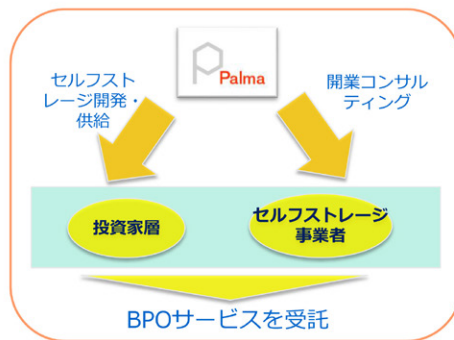 Palma
セルフスト
レージ開発・
供給
開業コンサル
ティング
投資家層
セルフストレージ
事業者
BPOサービスを受託